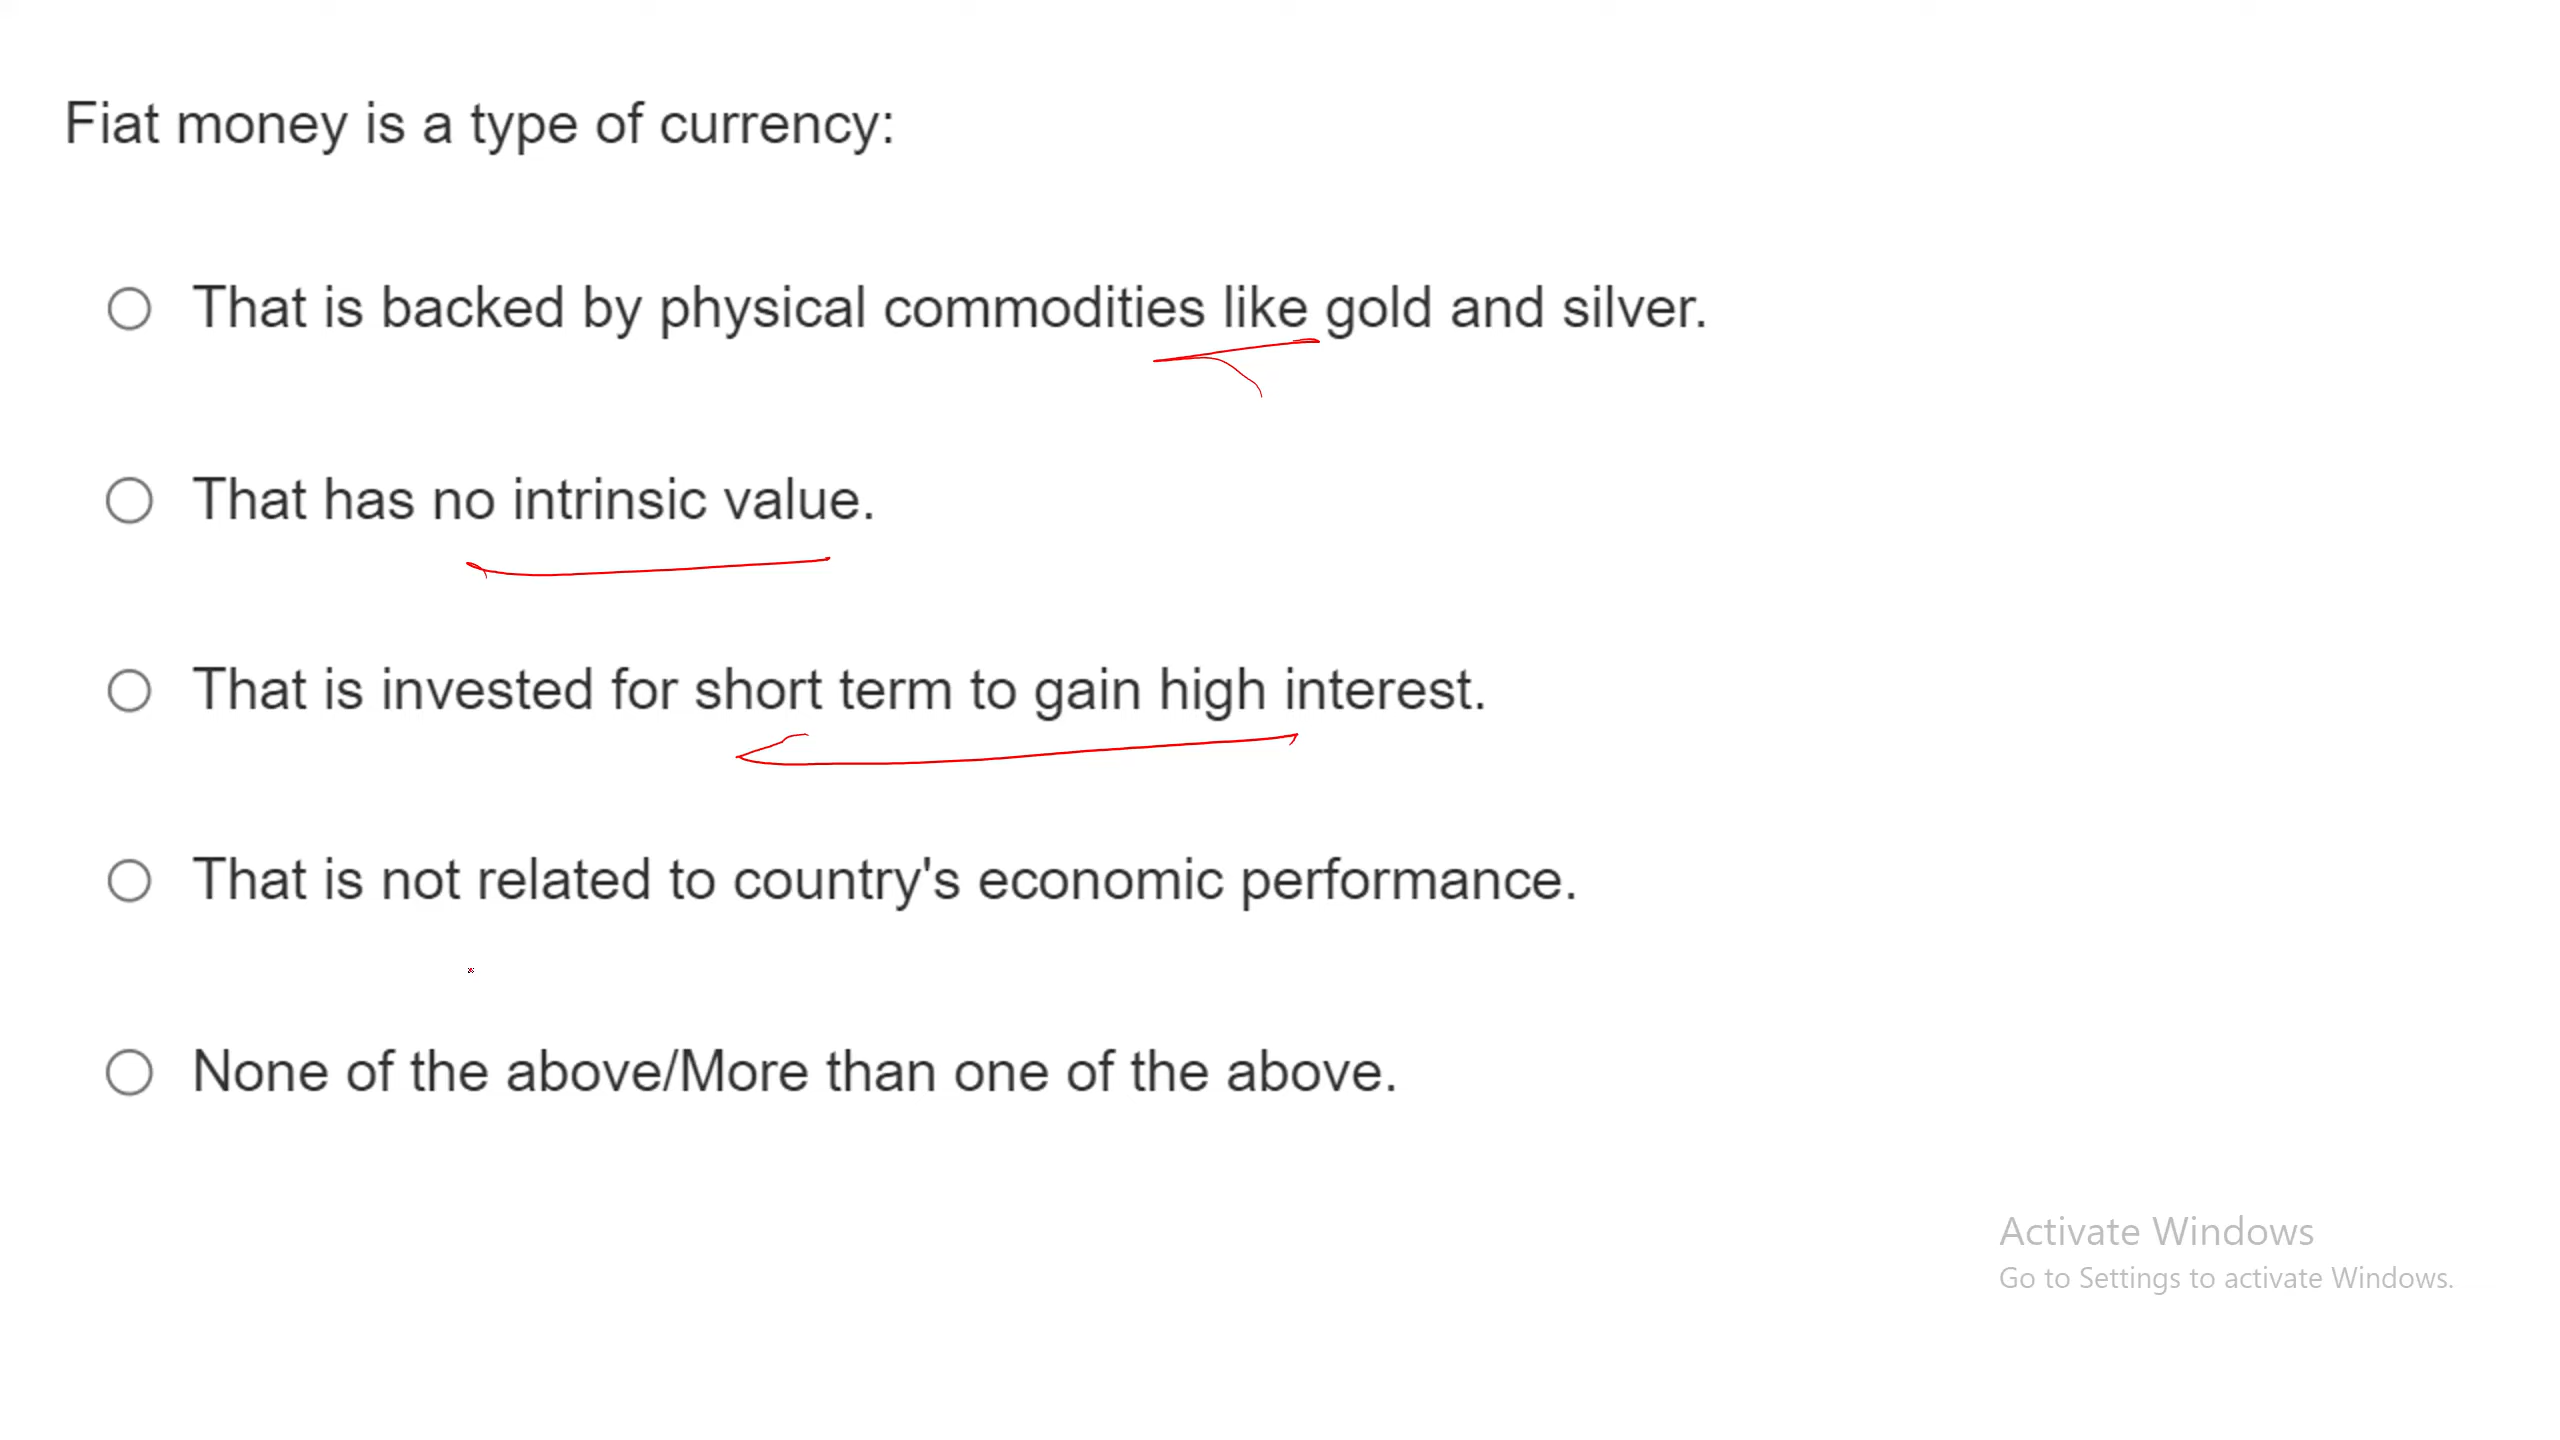 Fiat money is a type of currency:
That is backed by physical commodities like gold and silver.
That has no intrinsic value.
That is invested for short term to gain high interest.
That is not related to country's economic performance.
None of the above/More than one of the above.
Activate Windows
Go to Settings to activate Windows.